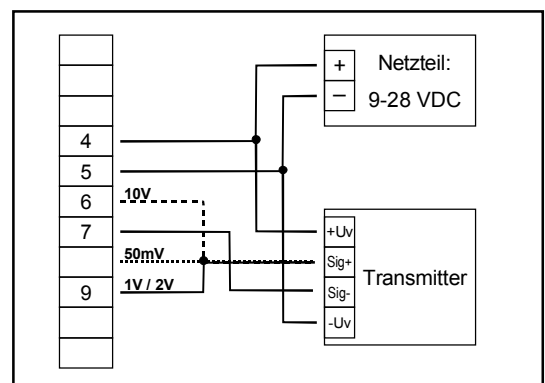 + Netzteil:
– 9-28 VDC
4
5
6 10V
7
+Uv
50mV Sig+
Transmitter
9 1V / 2V Sig-
-Uv